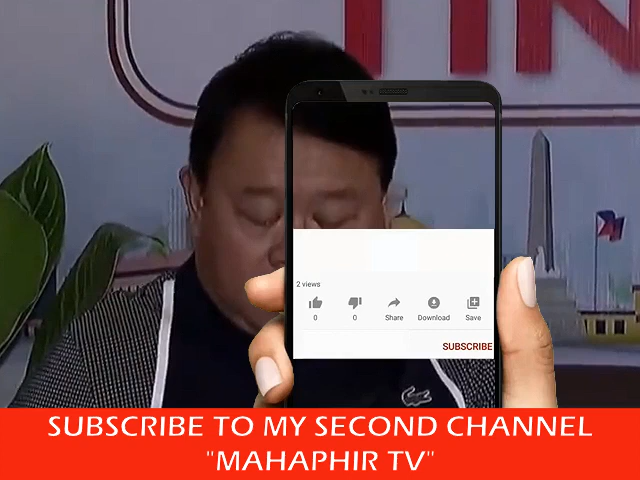 2 views
0
0
Share
Download
Save
SUBSCRIBE
SUBSCRIBE TO MY SECOND CHANNEL
"MAHAPHIR TV"